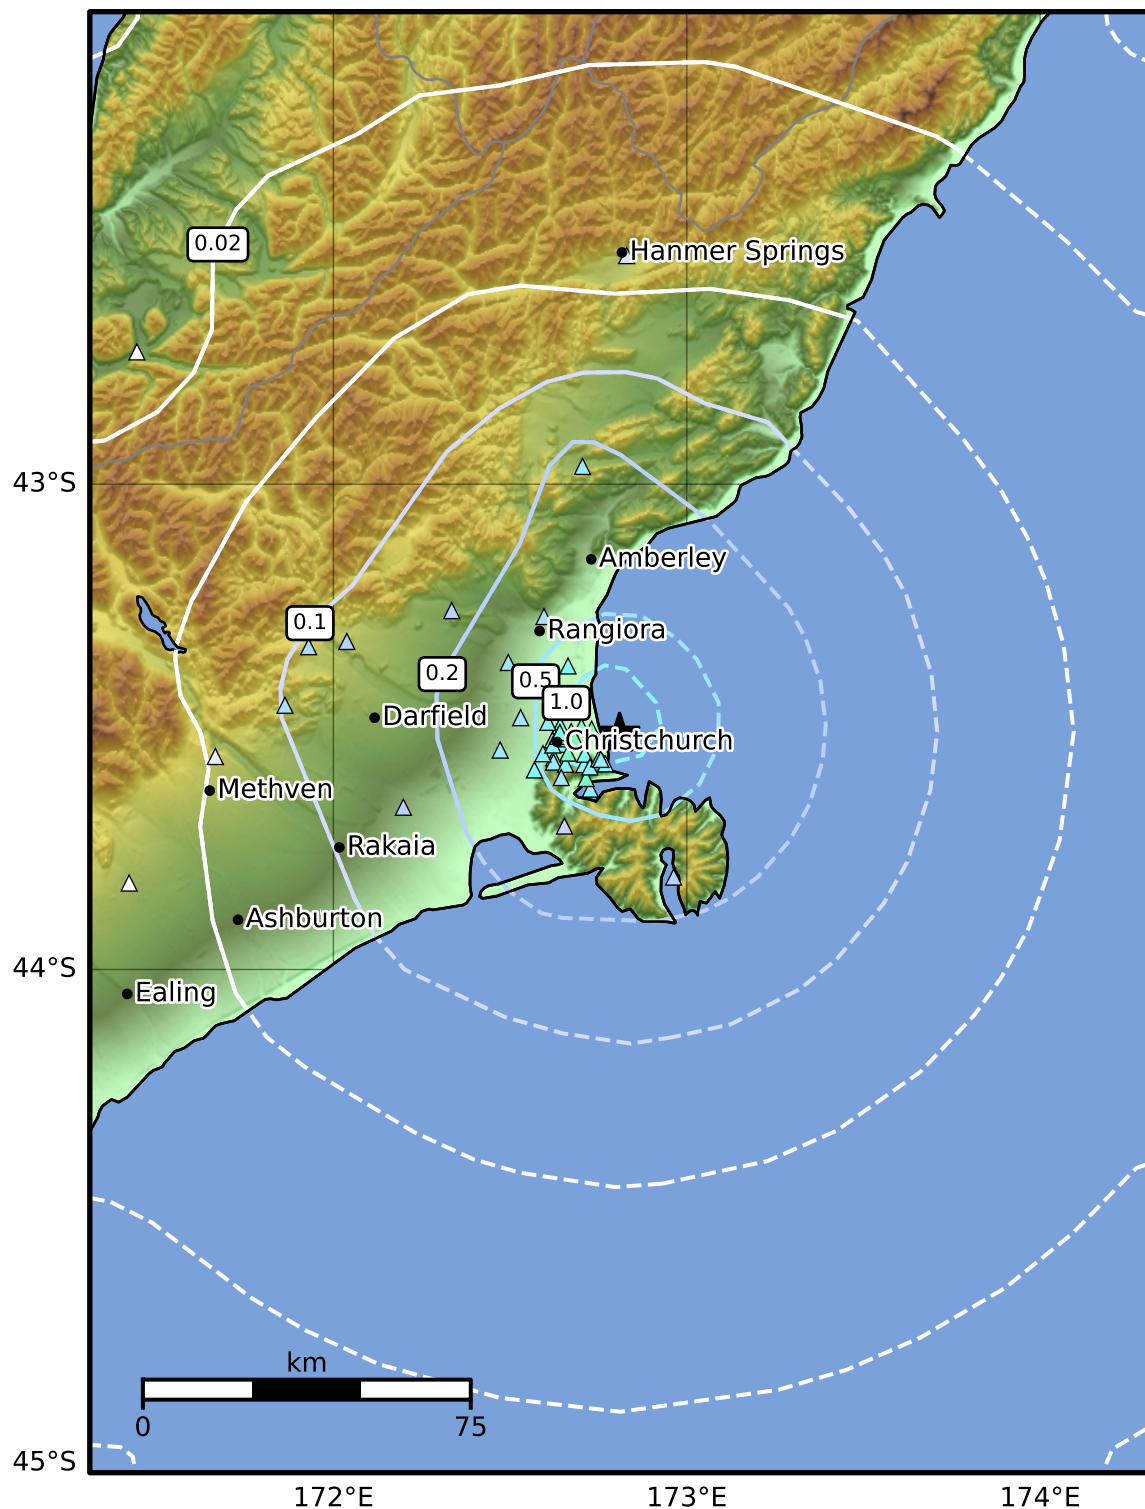 0.02
Hanmer Springs
43°S
Amberley
0.1
Rangiora
0.2
0.5
1.0
Darfield
Christchurch
Methven
Rakaia
Ashburton
44°S
Ealing
km
0
75
45°S
172°E
173°E
174°E